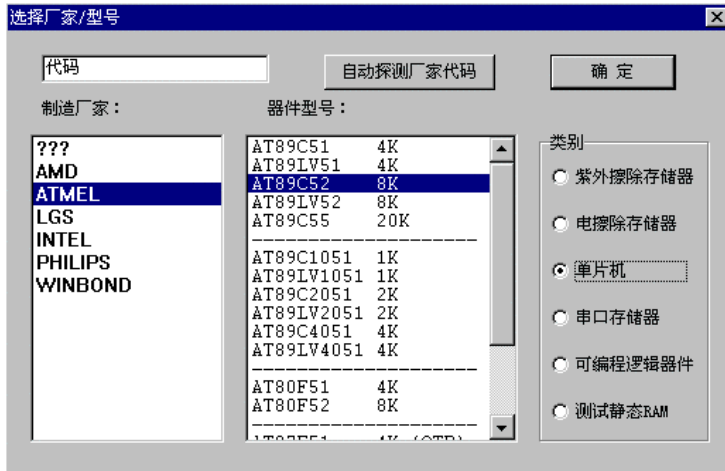 选择厂家/型号
代码
自动探测厂家代码
确 定
制造厂家：
器件型号：
???
AMD
ATMEL
LGS
INTEL
PHILIPS
WINBOND
AT89C51 4K
AT89LV51 4K
AT89C52 8K
AT89LV52 8K
AT89C55 20K
--------------------
AT89C1051 1K
AT89LV1051 1K
AT89C2051 2K
AT89LV2051 2K
AT89C4051 4K
AT89LV4051 4K
--------------------
AT80F51 4K
AT80F52 8K
--------------------
类别
紫外擦除存储器
电擦除存储器
单片机
串口存储器
可编程逻辑器件
测试静态RAM